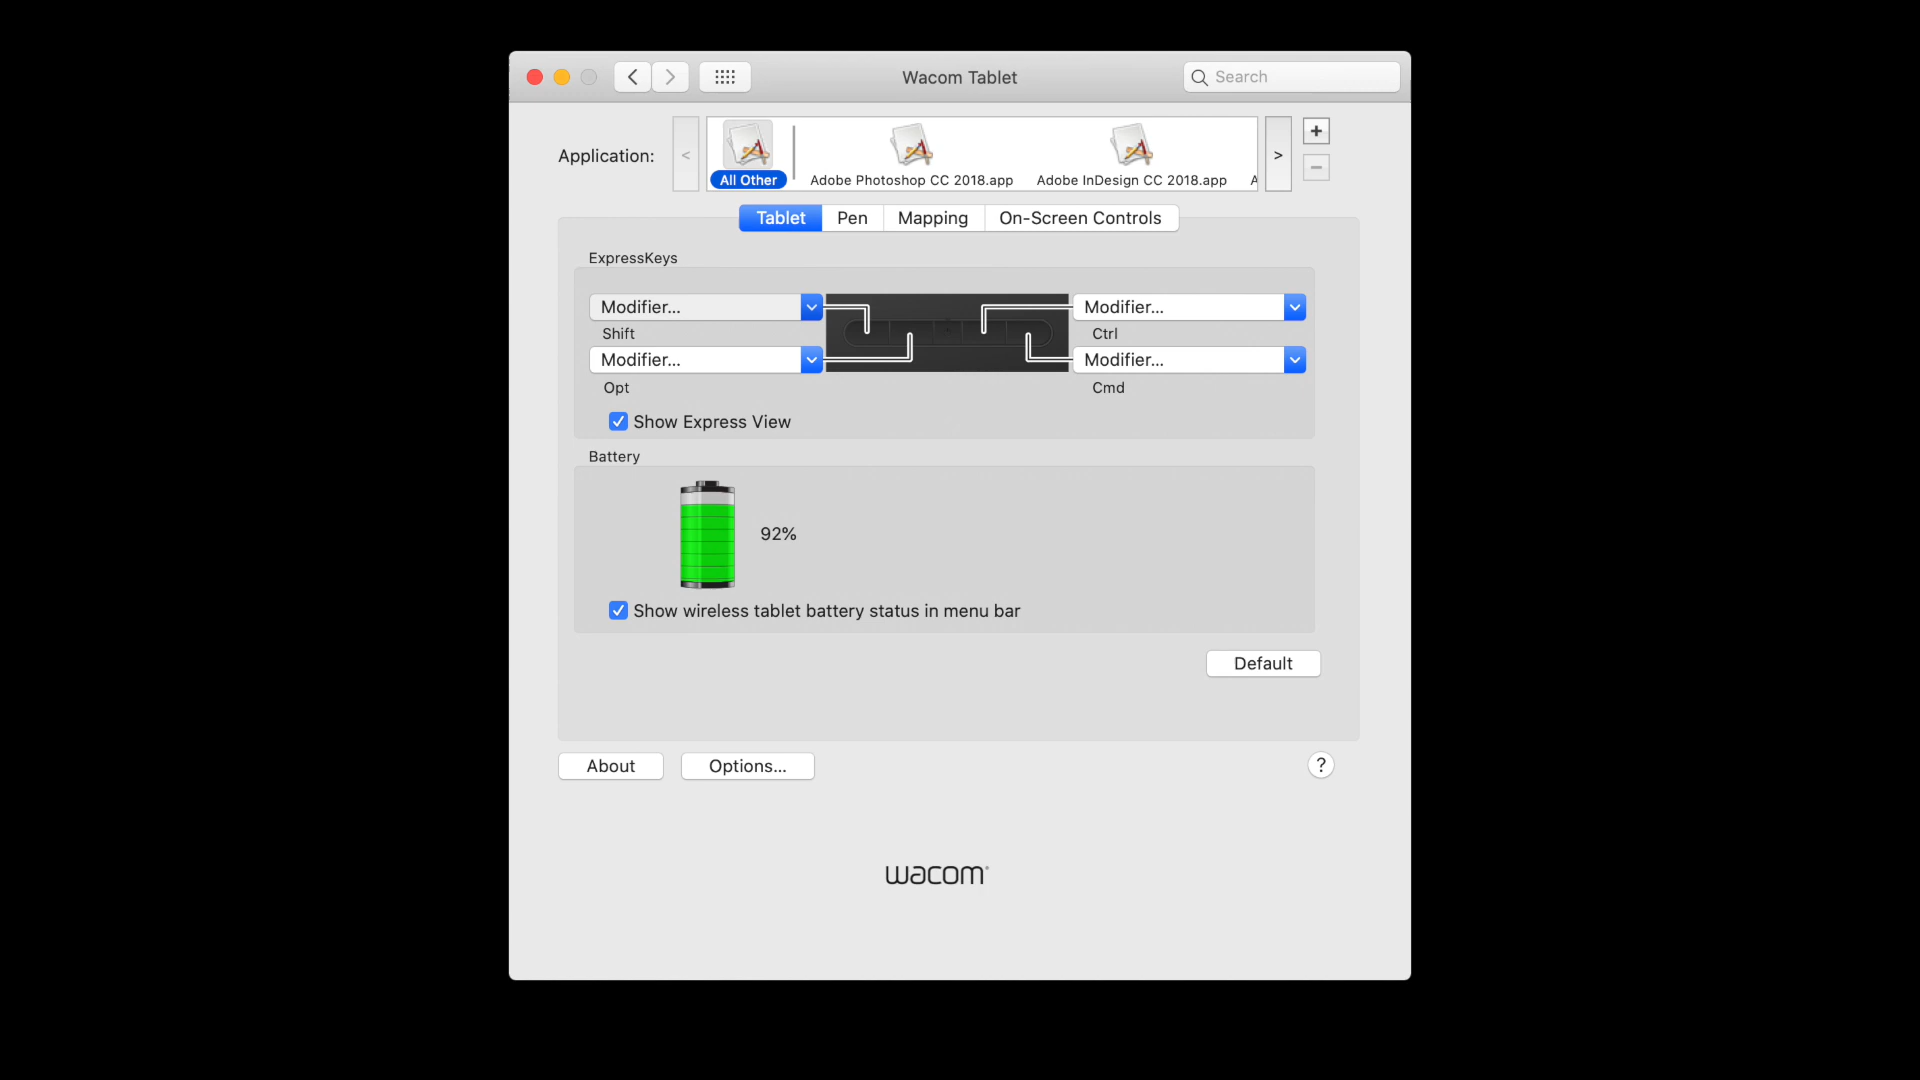 Wacom Tablet
Search
Application:
<
All Other
Adobe Photoshop CC 2018.app
Adobe InDesign CC 2018.app
A
>
+
−
Tablet
Pen
Mapping
On-Screen Controls
ExpressKeys
Modifier...
Modifier...
Shift
Ctrl
Modifier...
Modifier...
Opt
Cmd
Show Express View
Battery
92%
Show wireless tablet battery status in menu bar
Default
About
Options...
?
wacom